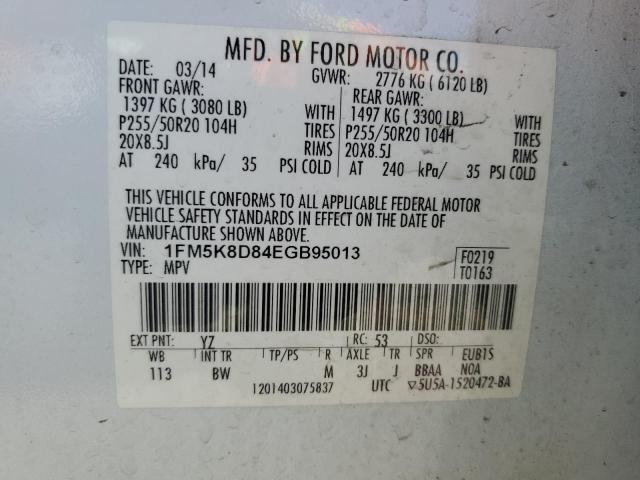 MFD. BY FORD MOTOR CO.
DATE: 03/14 GVWR: 2776 KG ( 6120 LB)
FRONT GAWR: REAR GAWR:
1397 KG ( 3080 LB) WITH 1497 KG ( 3300 LB) WITH
P255/50R20 104H TIRES P255/50R20 104H TIRES
20X8.5J RIMS 20X8.5J RIMS
AT 240 kPa/ 35 PSI COLD AT 240 kPa/ 35 PSI COLD
THIS VEHICLE CONFORMS TO ALL APPLICABLE FEDERAL MOTOR
VEHICLE SAFETY STANDARDS IN EFFECT ON THE DATE OF
MANUFACTURE SHOWN ABOVE.
VIN: 1FM5K8D84EGB95013 F0219
TYPE: MPV T0163
EXT PNT: YZ RC: 53 DSO:
WB INT TR TP/PS R AXLE TR SPR EUB1S
113 BW M 3J J BBAA NOA
1201403075837 UTC ▽5U5A-1520472-BA